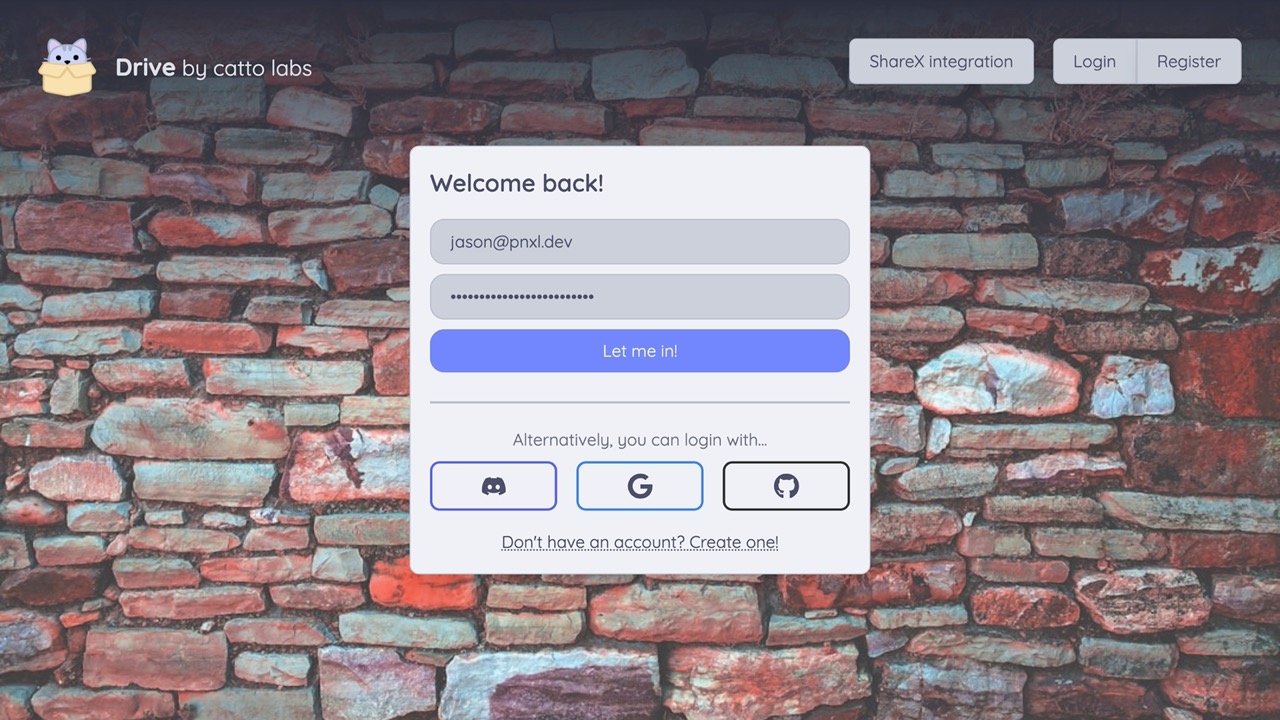 Drive by catto labs
ShareX integration
Login
Register
Welcome back!
jason@pnxl.dev
•••••••••••••••••••••••••
Let me in!
Alternatively, you can login with...
Don't have an account? Create one!